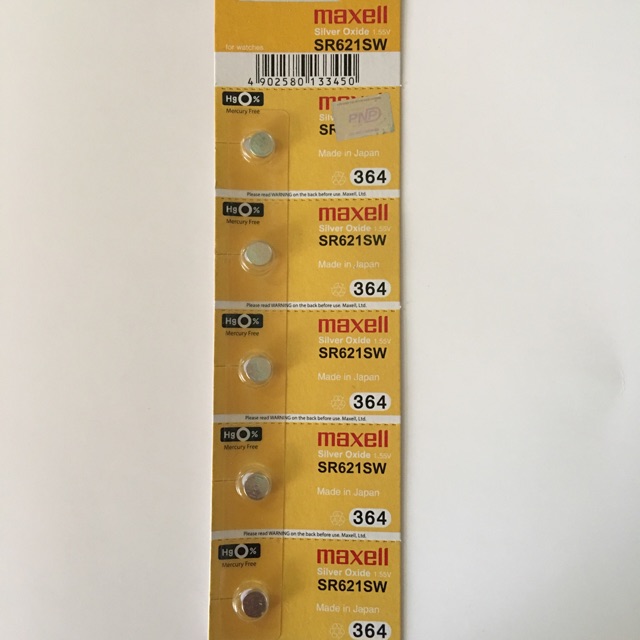 maxell
Silver Oxide 1.55V
for watches SR621SW
4 902580 133450
Hg 0% maxell
Mercury Free
PND
Made in Japan
364
Please read WARNING on the back before use. Maxell, Ltd.
Hg 0% maxell
Mercury Free Silver Oxide 1.55V
SR621SW
Made in Japan
364
Please read WARNING on the back before use. Maxell, Ltd.
Hg 0% maxell
Mercury Free Silver Oxide 1.55V
SR621SW
Made in Japan
364
Please read WARNING on the back before use. Maxell, Ltd.
Hg 0% maxell
Mercury Free Silver Oxide 1.55V
SR621SW
Made in Japan
364
Please read WARNING on the back before use. Maxell, Ltd.
Hg 0% maxell
Mercury Free Silver Oxide 1.55V
SR621SW
Made in Japan
364